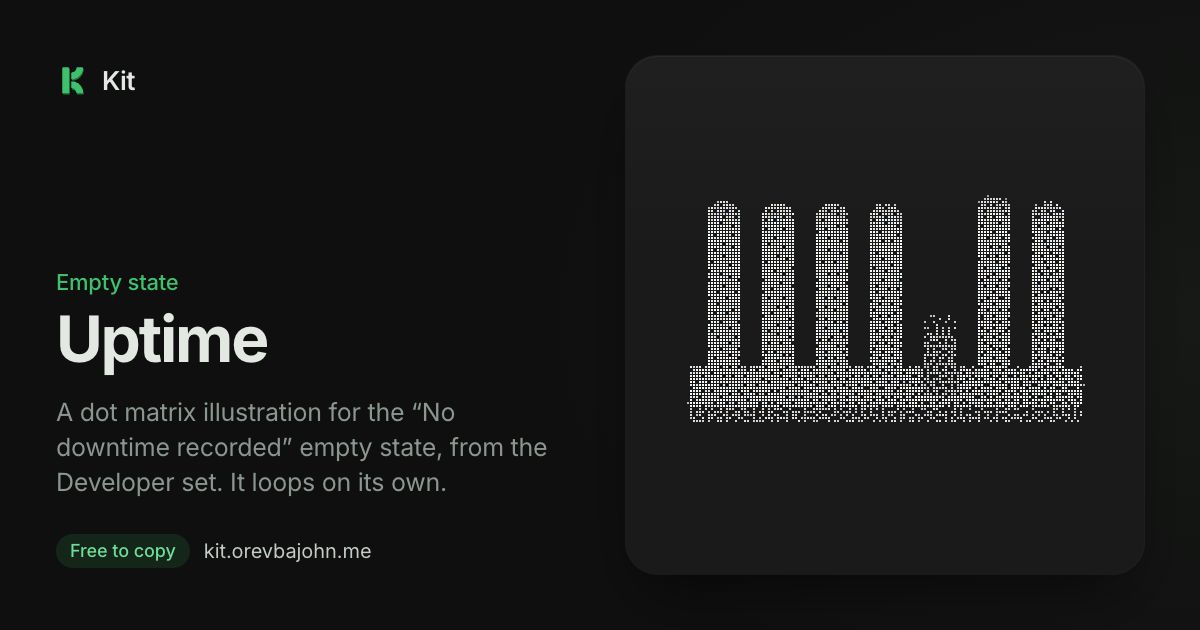 Kit
Empty state
Uptime
A dot matrix illustration for the “No
downtime recorded” empty state, from the
Developer set. It loops on its own.
Free to copy
kit.orevbajohn.me